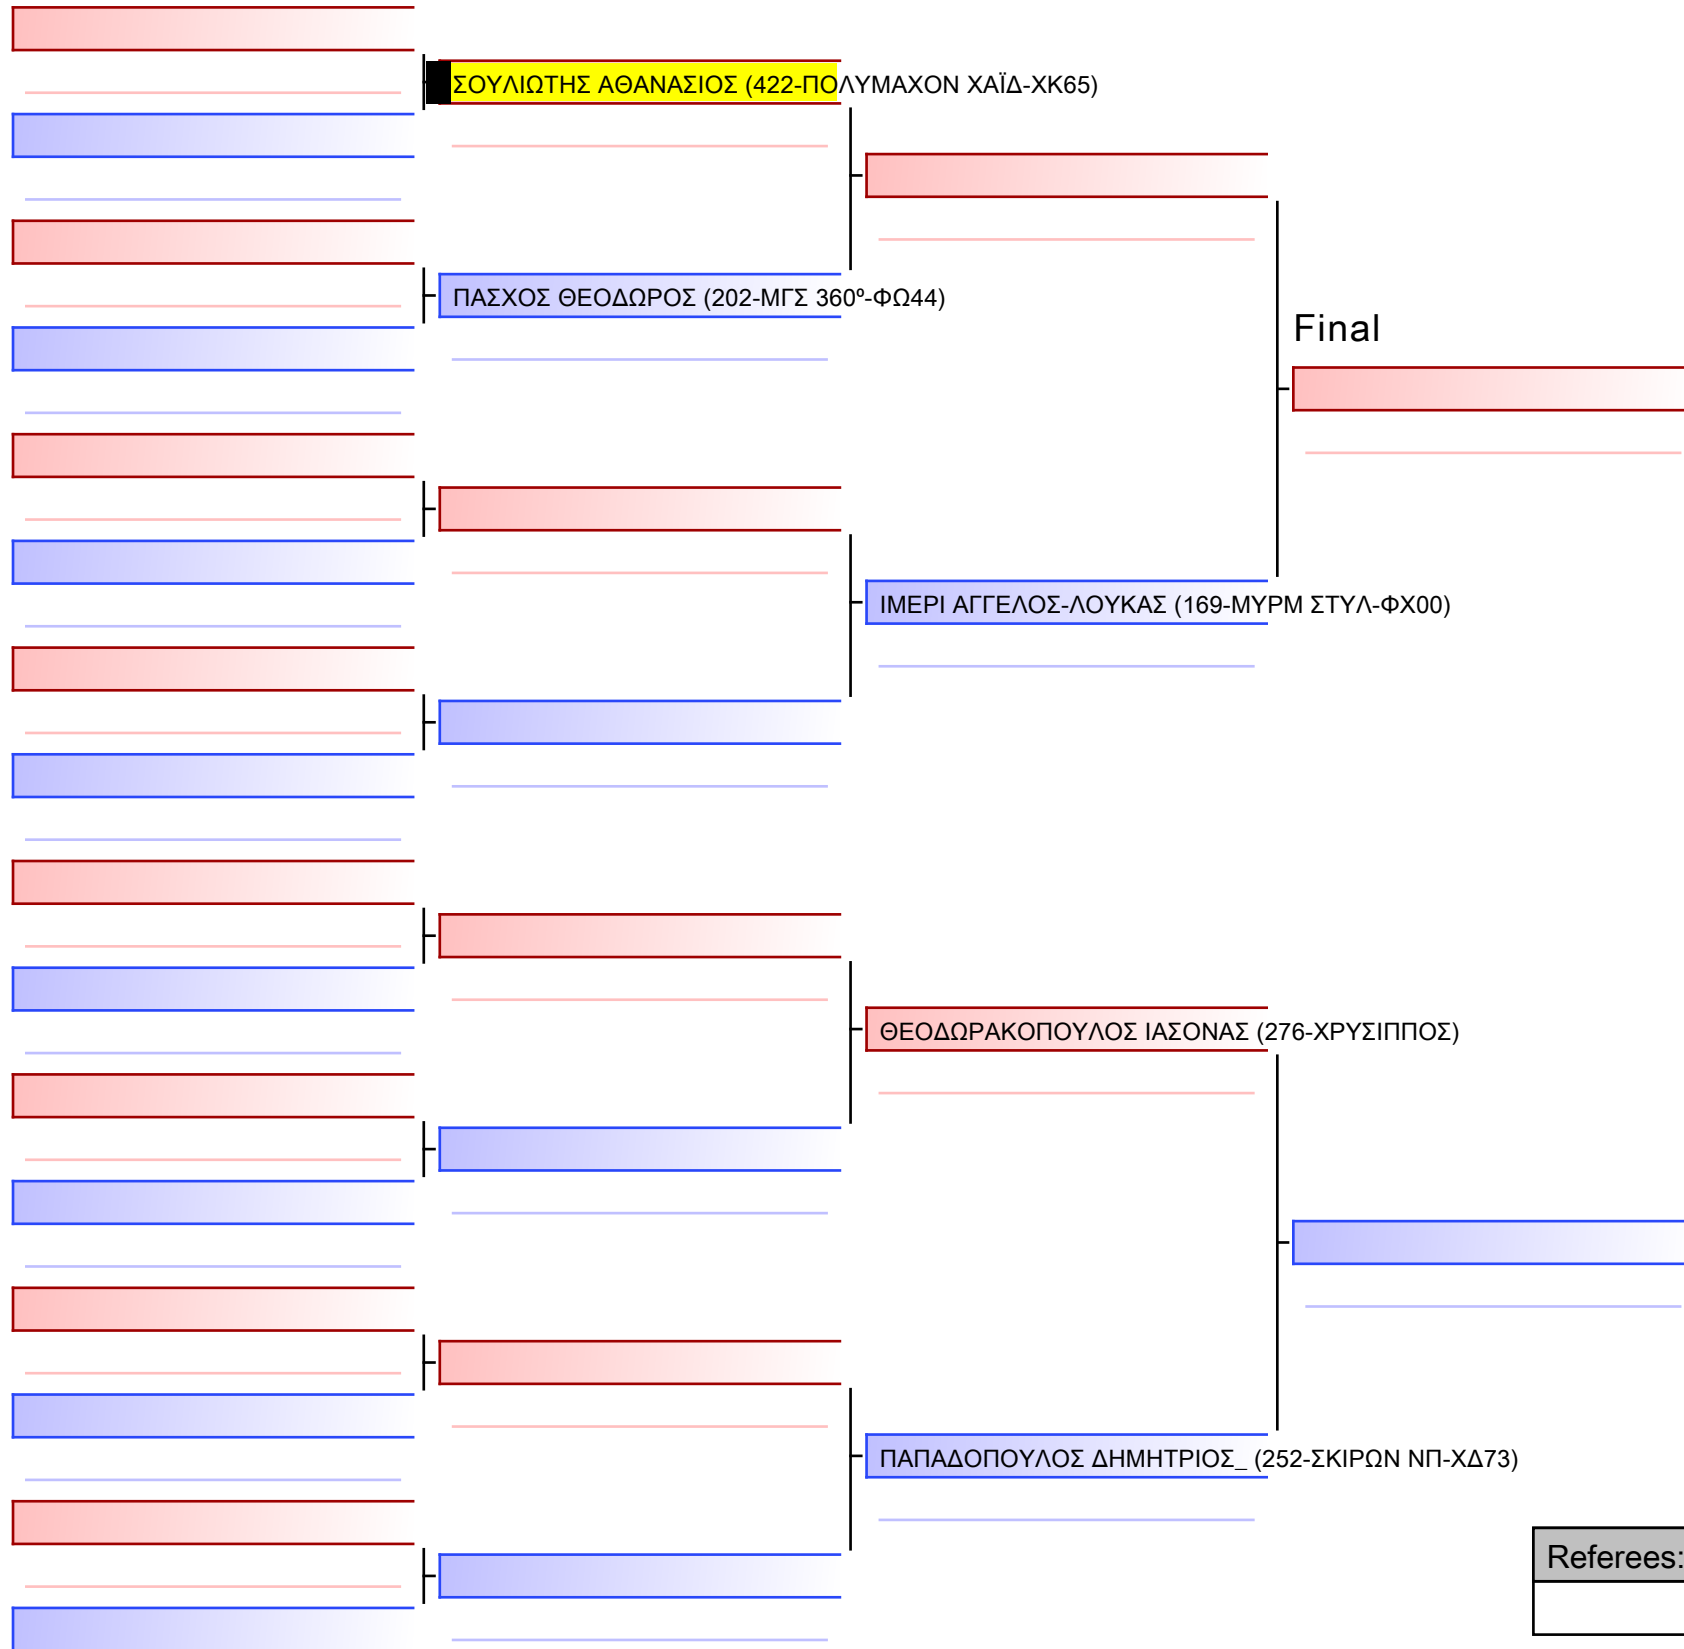 ΣΟΥΛΙΩΤΗΣ ΑΘΑΝΑΣΙΟΣ (422-ΠΟΛΥΜΑΧΟΝ ΧΑΪΔ-ΧΚ65)
ΠΑΣΧΟΣ ΘΕΟΔΩΡΟΣ (202-ΜΓΣ 360º-ΦΩ44)
Final
ΙΜΕΡΙ ΑΓΓΕΛΟΣ-ΛΟΥΚΑΣ (169-ΜΥΡΜ ΣΤΥΛ-ΦΧ00)
ΘΕΟΔΩΡΑΚΟΠΟΥΛΟΣ ΙΑΣΟΝΑΣ (276-ΧΡΥΣΙΠΠΟΣ)
ΠΑΠΑΔΟΠΟΥΛΟΣ ΔΗΜΗΤΡΙΟΣ_ (252-ΣΚΙΡΩΝ ΝΠ-ΧΔ73)
Referees: